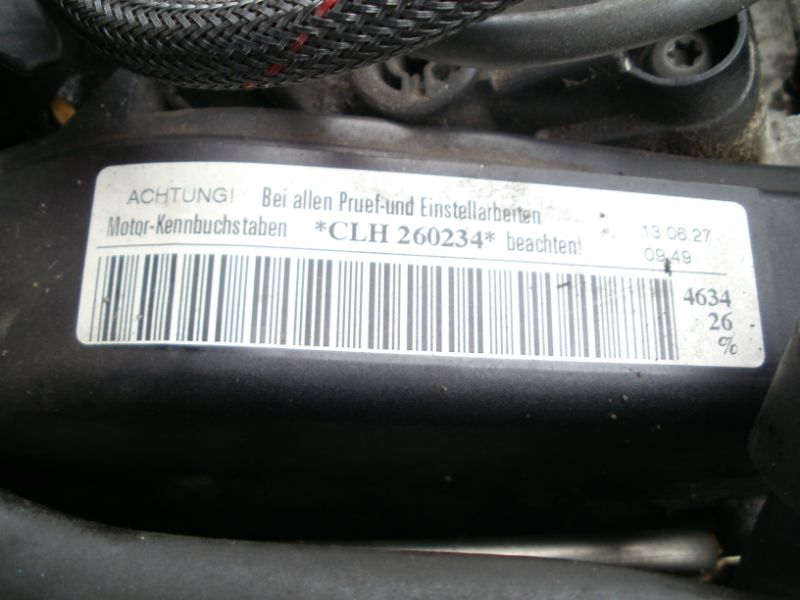 ACHTUNG! Bei allen Pruef-und Einstellarbeiten
Motor-Kennbuchstaben *CLH 260234* beachten!
13.06.27
09.49
4634
26
%